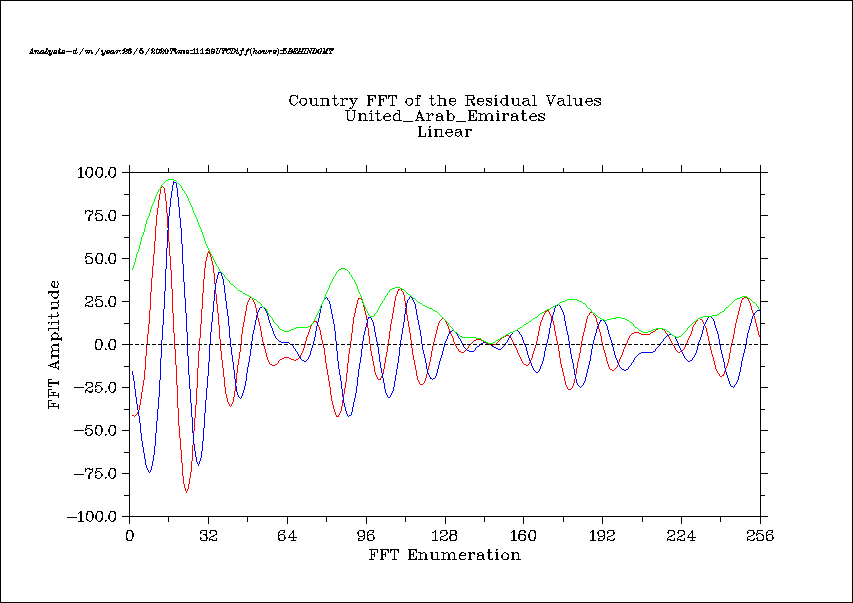 Country FFT of the Residual Values
United_Arab_Emirates
Linear
100.0
75.0
50.0
25.0
0.0
−25.0
−50.0
−75.0
−100.0
FFT Amplitude
0 32 64 96 128 160 192 224 256
FFT Enumeration